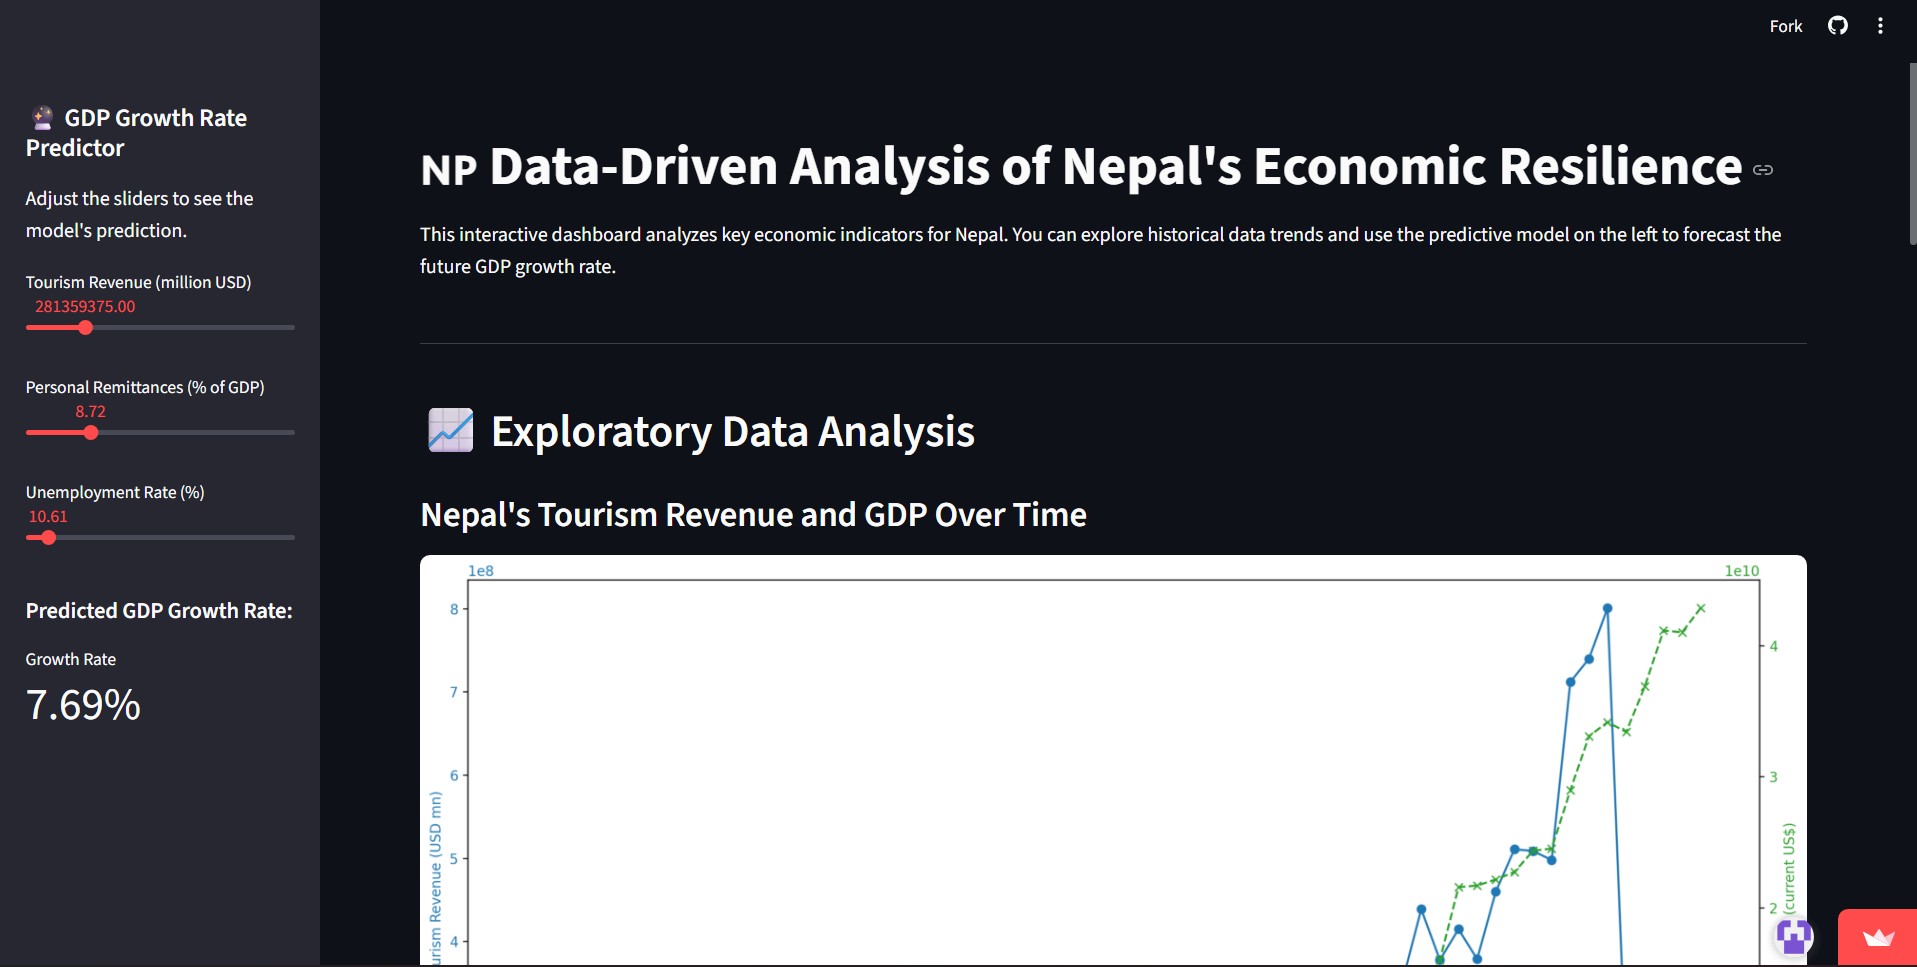 Fork
🔮 GDP Growth Rate
Predictor
Adjust the sliders to see the
model's prediction.
Tourism Revenue (million USD)
281359375.00
Personal Remittances (% of GDP)
8.72
Unemployment Rate (%)
10.61
Predicted GDP Growth Rate:
Growth Rate
7.69%
NP Data-Driven Analysis of Nepal's Economic Resilience
This interactive dashboard analyzes key economic indicators for Nepal. You can explore historical data trends and use the predictive model on the left to forecast the
future GDP growth rate.
📈 Exploratory Data Analysis
Nepal's Tourism Revenue and GDP Over Time
1e8
1e10
8
7
6
5
4
urism Revenue (USD mn)
4
3
2
(current US$)